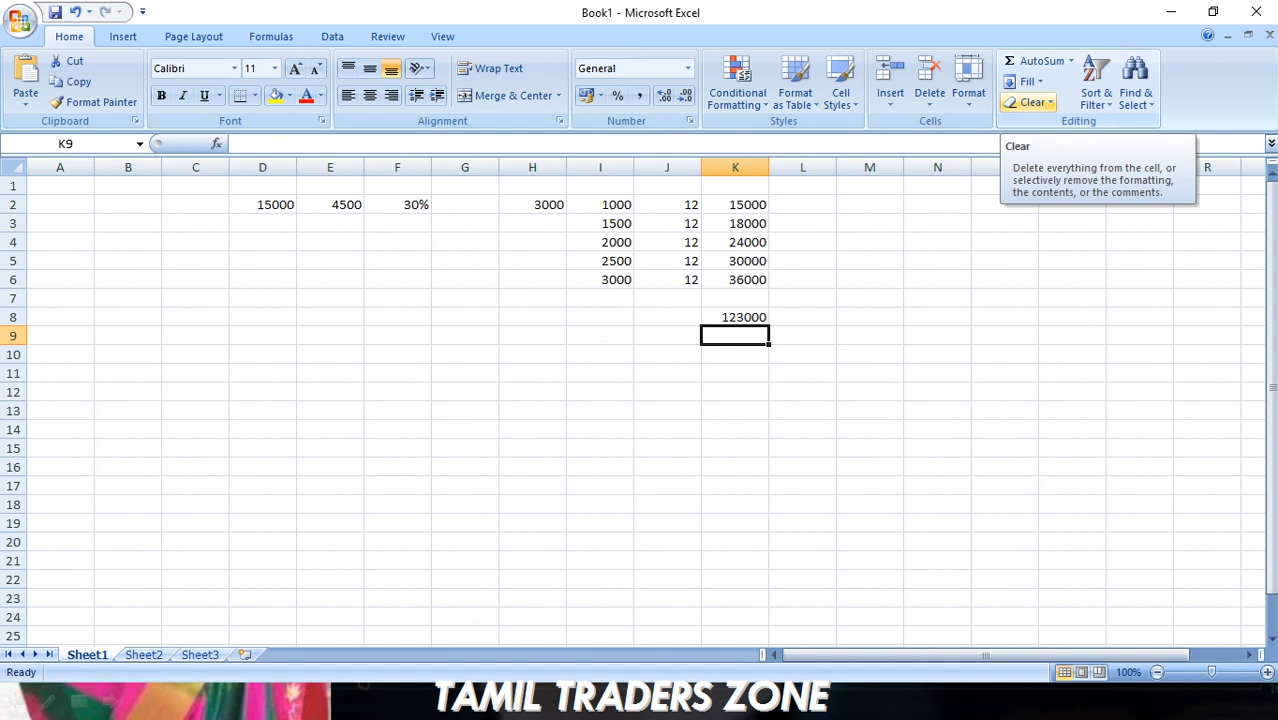 Book1 - Microsoft Excel
Home Insert Page Layout Formulas Data Review View
Paste
Cut
Copy
Format Painter
Clipboard
Calibri 11 A A
B I U A
Font
Wrap Text
Merge & Center
Alignment
General
% ,
Number
Conditional Formatting
Format as Table
Cell Styles
Styles
Insert
Delete
Format
Cells
Σ AutoSum
Fill
Clear
Sort & Filter
Find & Select
Editing
K9 fx
Clear
Delete everything from the cell, or
selectively remove the formatting,
the contents, or the comments.
A B C D E F G H I J K L M N R
1
2 15000 4500 30% 3000 1000 12 15000
3 1500 12 18000
4 2000 12 24000
5 2500 12 30000
6 3000 12 36000
7
8 123000
9
10
11
12
13
14
15
16
17
18
19
20
21
22
23
24
25
Sheet1 Sheet2 Sheet3
Ready 100%
TAMIL TRADERS ZONE